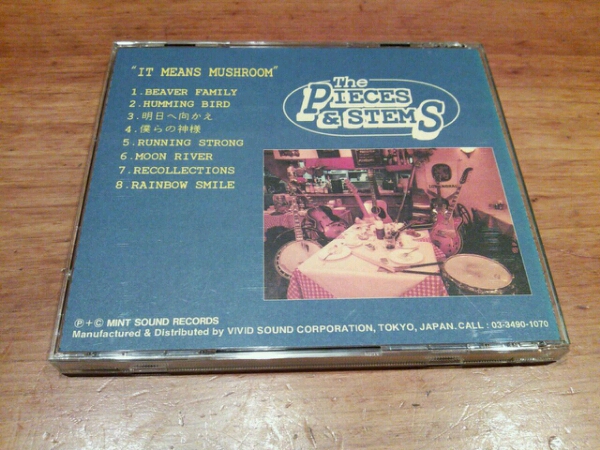 "IT MEANS MUSHROOM"
1.BEAVER FAMILY
2.HUMMING BIRD
3.明日へ向かえ
4.僕らの神様
5.RUNNING STRONG
6.MOON RIVER
7.RECOLLECTIONS
8.RAINBOW SMILE
The
PIECES
& STEMS
℗+© MINT SOUND RECORDS
Manufactured & Distributed by VIVID SOUND CORPORATION, TOKYO, JAPAN. CALL : 03-3490-1070